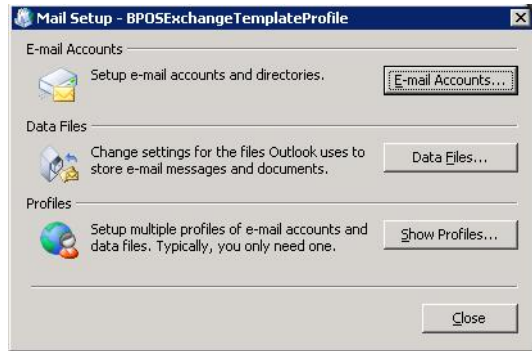 Mail Setup - BPOSExchangeTemplateProfile
E-mail Accounts
Setup e-mail accounts and directories.
E-mail Accounts...
Data Files
Change settings for the files Outlook uses to
store e-mail messages and documents.
Data Files...
Profiles
Setup multiple profiles of e-mail accounts and
data files. Typically, you only need one.
Show Profiles...
Close